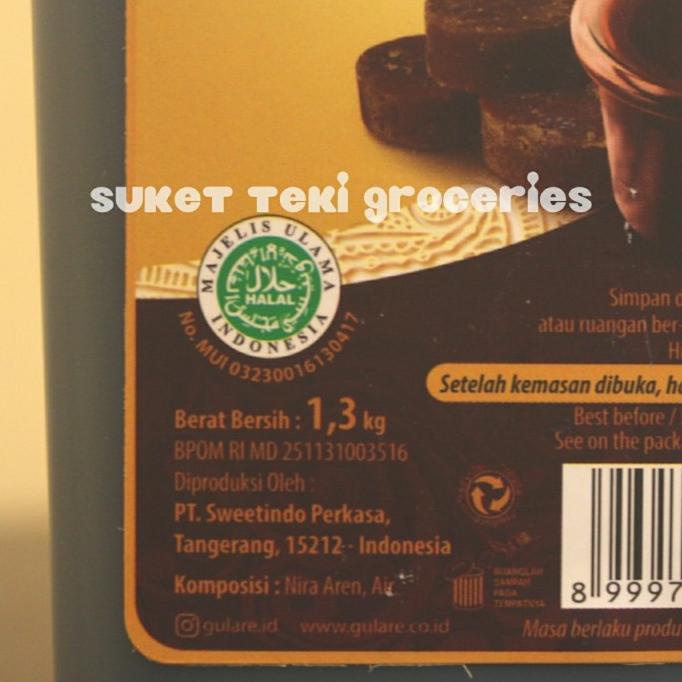 SUKET TEKI GROCERIES
MAJELIS ULAMA
حلال
HALAL
INDONESIA
No. MUI 03230016130417
Simpan
atau ruangan ber
Setelah kemasan dibuka,
Berat Bersih : 1,3 kg
Best before /
BPOM RI MD 251131003516
See on the pack
Diproduksi Oleh :
PT. Sweetindo Perkasa,
Tangerang, 15212 - Indonesia
BUANGLAH
SAMPAH
PADA
TEMPATNYA
Komposisi : Nira Aren, Air
8 9997
gulare.id www.gulare.co.id
Masa berlaku produ